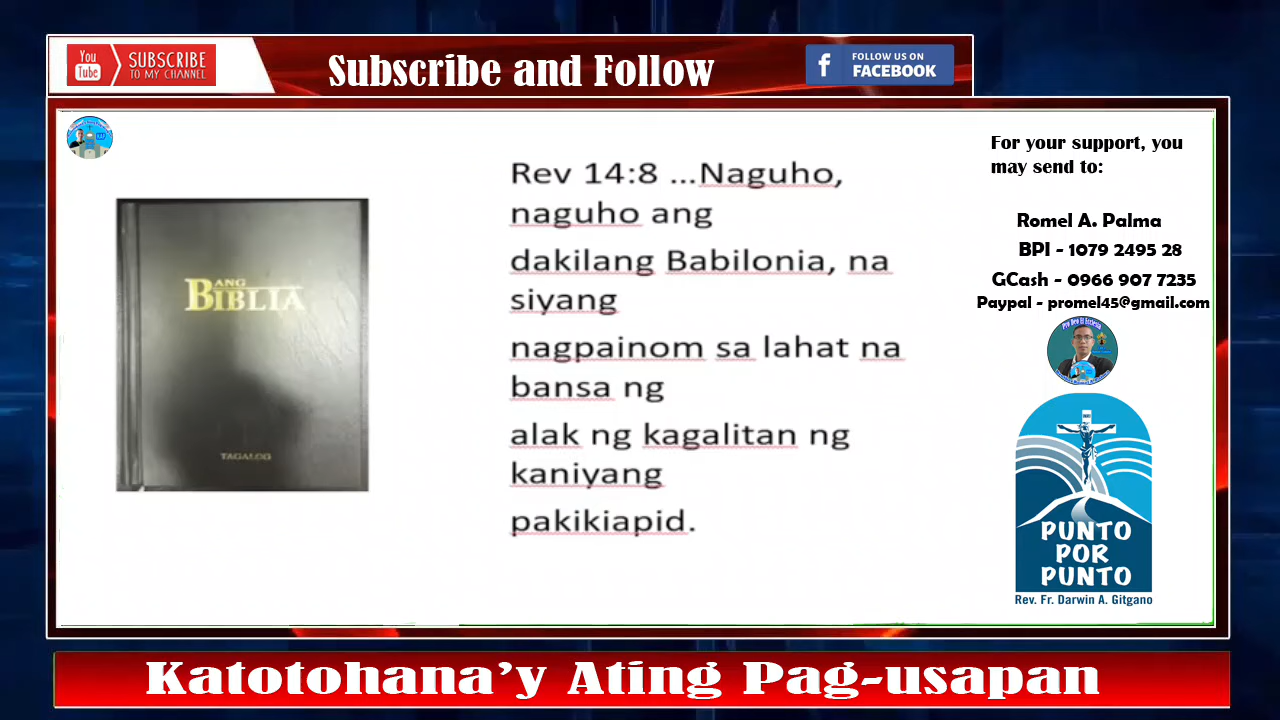 You
Tube
SUBSCRIBE
TO MY CHANNEL
Subscribe and Follow
f
FOLLOW US ON
FACEBOOK
Rev 14:8 ...Naguho,
naguho ang
dakilang Babilonia, na
siyang
nagpainom sa lahat na
bansa ng
alak ng kagalitan ng
kaniyang
pakikiapid.
ANG
BIBLIA
TAGALOG
For your support, you
may send to:
Romel A. Palma
BPI - 1079 2495 28
GCash - 0966 907 7235
Paypal - promel45@gmail.com
PUNTO
POR
PUNTO
Rev. Fr. Darwin A. Gitgano
Katotohana’y Ating Pag-usapan